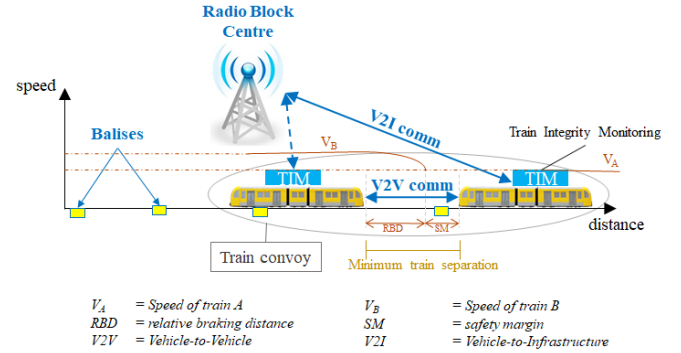 Radio Block
Centre
speed
Balises
V_B
V2I comm
Train Integrity Monitoring
V_A
TIM
V2V comm
TIM
RBD
SM
distance
Train convoy
Minimum train separation
V_A = Speed of train A
V_B = Speed of train B
RBD = relative braking distance
SM = safety margin
V2V = Vehicle-to-Vehicle
V2I = Vehicle-to-Infrastructure